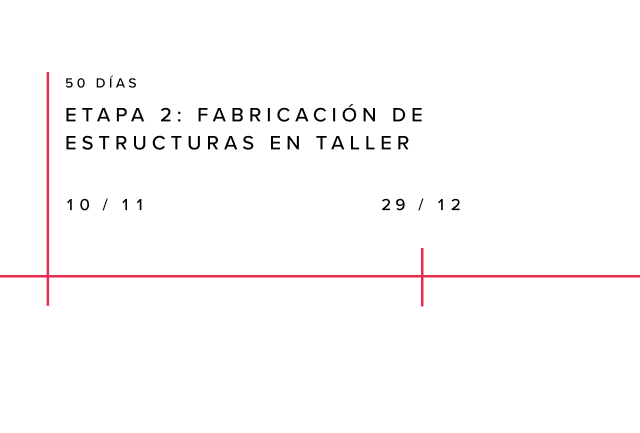 50 DÍAS
ETAPA 2: FABRICACIÓN DE
ESTRUCTURAS EN TALLER
10 / 11
29 / 12